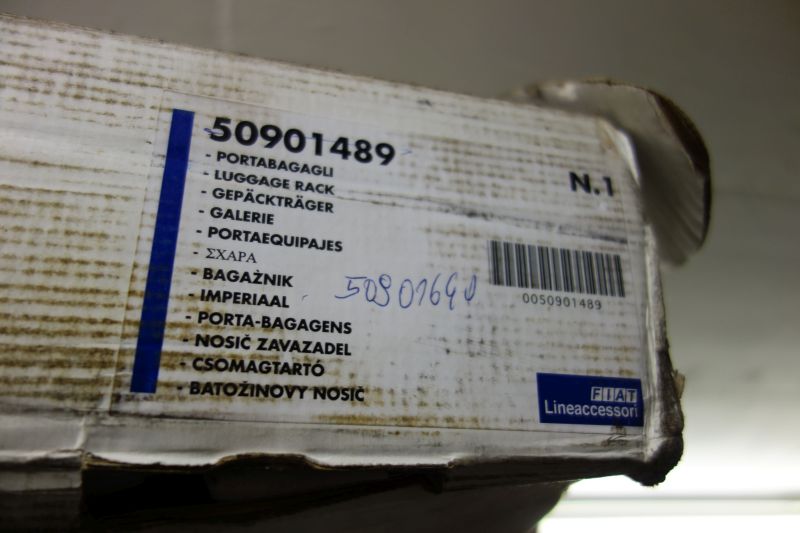 50901489
N.1
- PORTABAGAGLI
- LUGGAGE RACK
- GEPÄCKTRÄGER
- GALERIE
- PORTAEQUIPAJES
- ΣΧΑΡΑ
- BAGAŻNIK
- IMPERIAAL
- PORTA-BAGAGENS
- NOSIČ ZAVAZADEL
- CSOMAGTARTÓ
- BATOŽINOVY NOSIČ
0050901489
FIAT
Lineaccessori